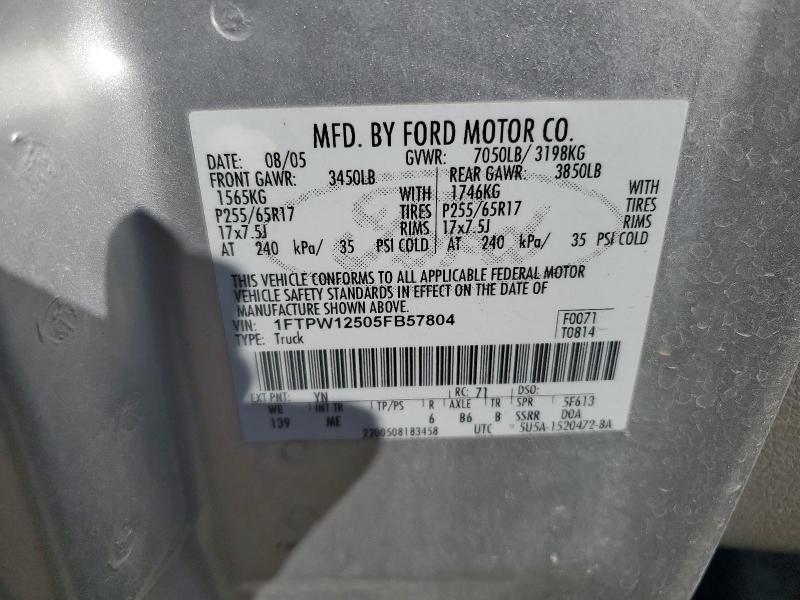 MFD. BY FORD MOTOR CO.
DATE: 08/05 GVWR: 7050LB/ 3198KG
FRONT GAWR: 3450LB REAR GAWR: 3850LB
1565KG WITH 1746KG WITH
P255/65R17 TIRES P255/65R17 TIRES
17x7.5J RIMS 17x7.5J RIMS
AT 240 kPa/ 35 PSI COLD AT 240 kPa/ 35 PSI COLD
Ford
THIS VEHICLE CONFORMS TO ALL APPLICABLE FEDERAL MOTOR
VEHICLE SAFETY STANDARDS IN EFFECT ON THE DATE OF
MANUFACTURE SHOWN ABOVE.
VIN: 1FTPW12505FB57804 F0071
TYPE: Truck T0814
EXT PNT: YN RC: 71 DSO:
WB INT TR TP/PS R AXLE TR SPR 5F613
139 ME 6 B6 B SSRR DOA
2200508183458 UTC 5U5A-1520472-BA